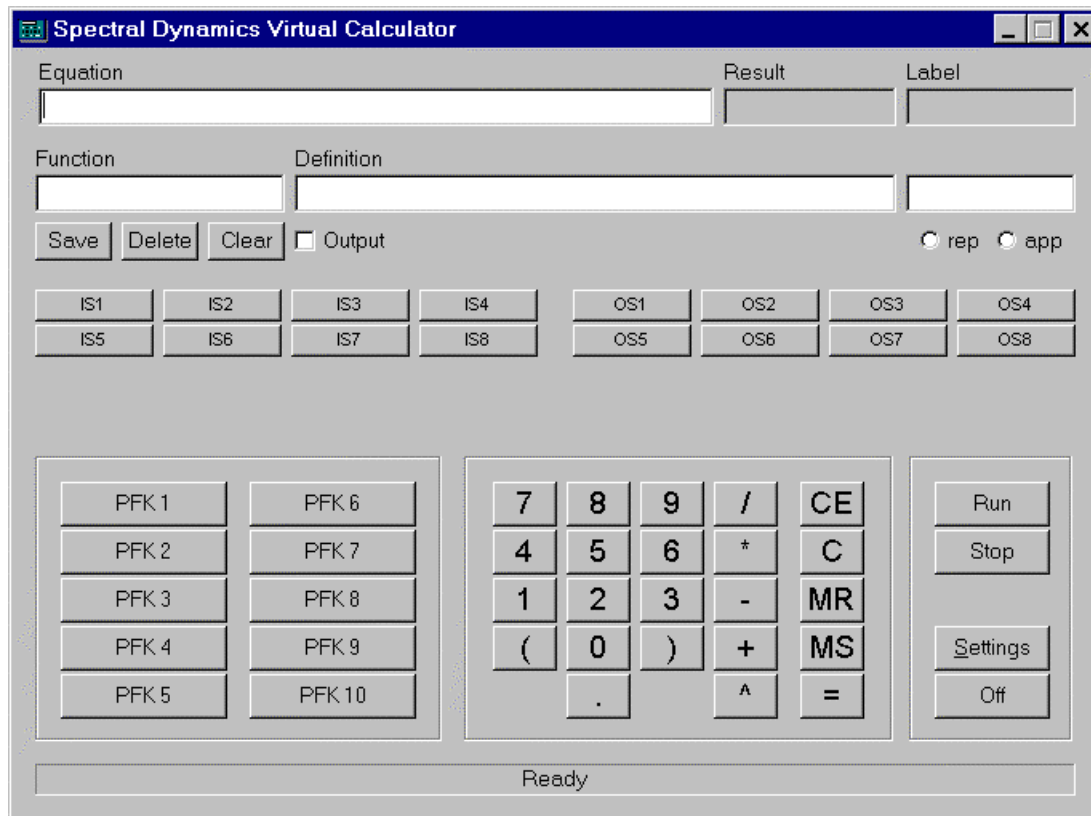 Spectral Dynamics Virtual Calculator
Equation Result Label
Function Definition
Save Delete Clear Output rep app
IS1 IS2 IS3 IS4 OS1 OS2 OS3 OS4
IS5 IS6 IS7 IS8 OS5 OS6 OS7 OS8
PFK 1 PFK 6 7 8 9 / CE Run
PFK 2 PFK 7 4 5 6 * C Stop
PFK 3 PFK 8 1 2 3 - MR
PFK 4 PFK 9 ( 0 ) + MS Settings
PFK 5 PFK 10 . ^ = Off
Ready